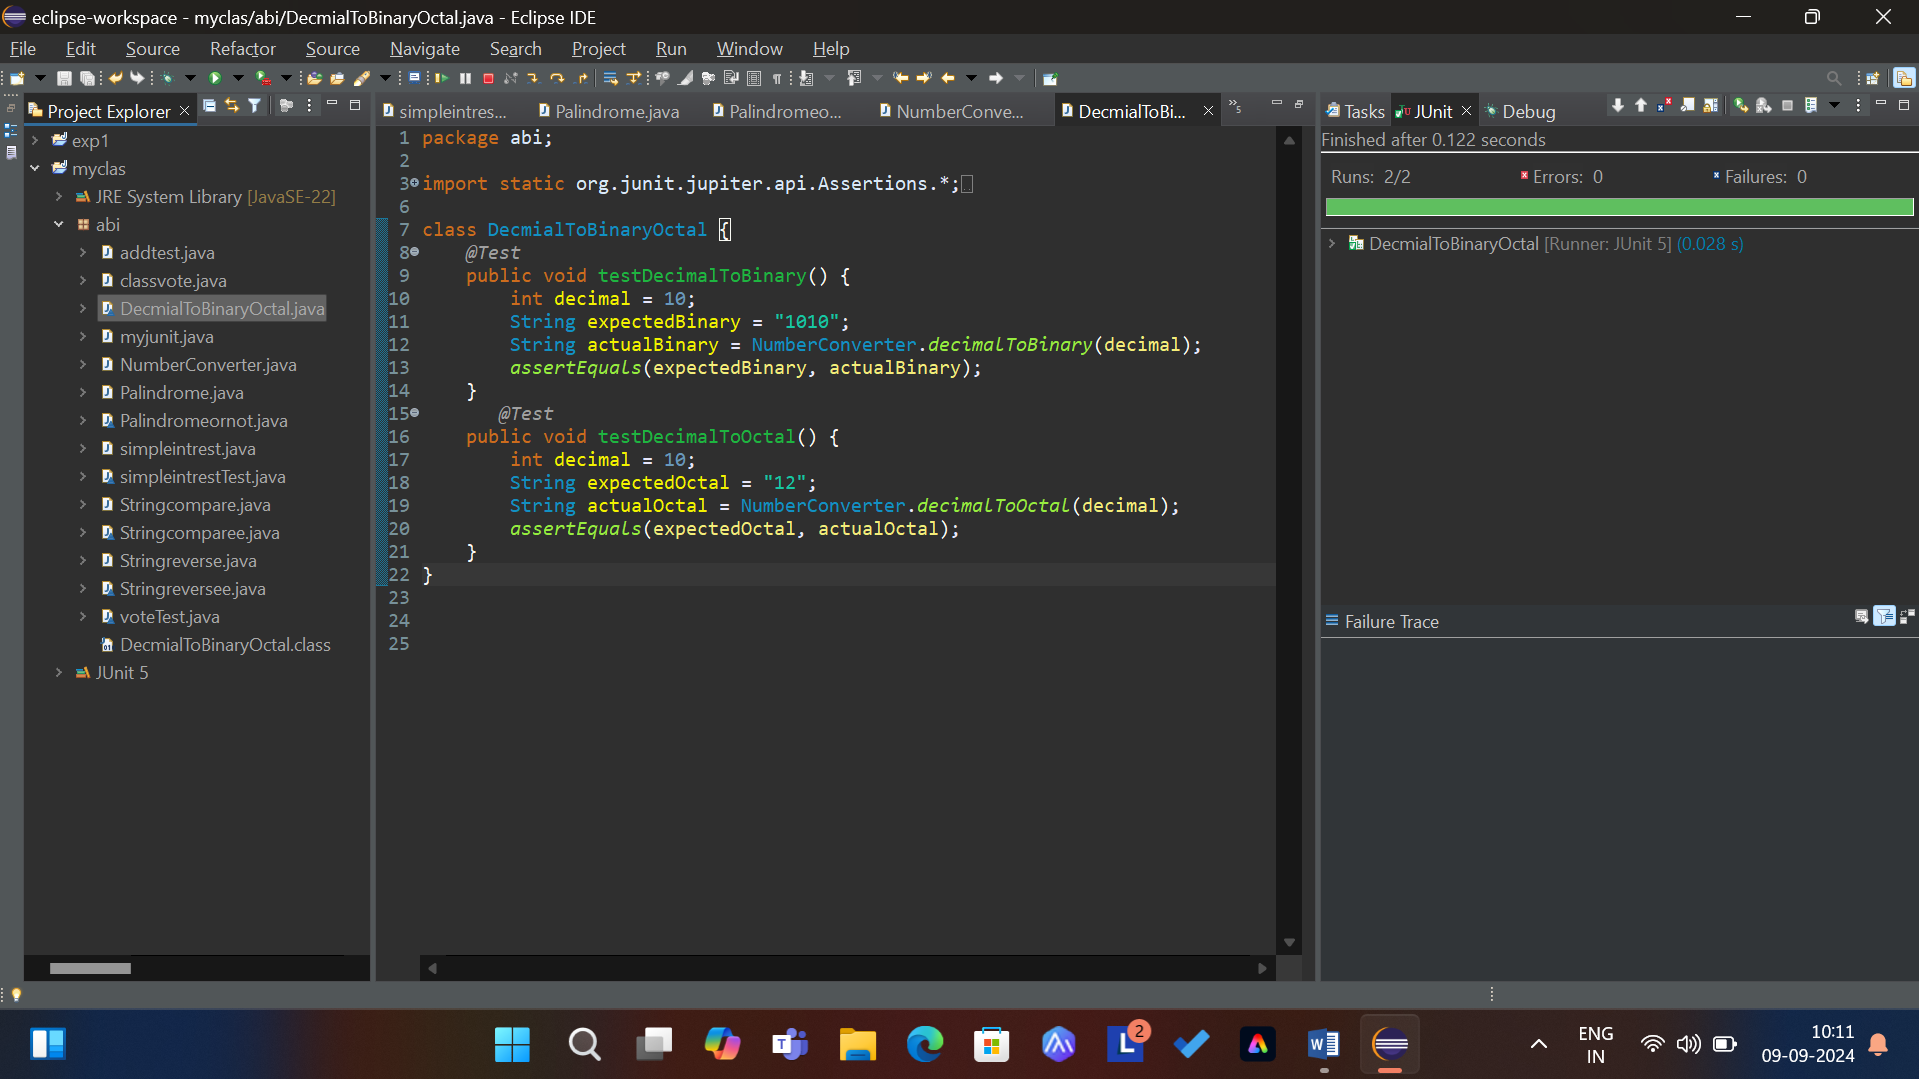 eclipse-workspace - myclas/abi/DecmialToBinaryOctal.java - Eclipse IDE
File Edit Source Refactor Source Navigate Search Project Run Window Help
Project Explorer
exp1
myclas
JRE System Library [JavaSE-22]
abi
addtest.java
classvote.java
DecmialToBinaryOctal.java
myjunit.java
NumberConverter.java
Palindrome.java
Palindromeornot.java
simpleintrest.java
simpleintrestTest.java
Stringcompare.java
Stringcomparee.java
Stringreverse.java
Stringreversee.java
voteTest.java
DecmialToBinaryOctal.class
JUnit 5
simpleintres... Palindrome.java Palindromeo... NumberConve... DecmialToBi... »5
1 package abi;
2
3 import static org.junit.jupiter.api.Assertions.*;
6
7 class DecmialToBinaryOctal {
8 @Test
9 public void testDecimalToBinary() {
10 int decimal = 10;
11 String expectedBinary = "1010";
12 String actualBinary = NumberConverter.decimalToBinary(decimal);
13 assertEquals(expectedBinary, actualBinary);
14 }
15 @Test
16 public void testDecimalToOctal() {
17 int decimal = 10;
18 String expectedOctal = "12";
19 String actualOctal = NumberConverter.decimalToOctal(decimal);
20 assertEquals(expectedOctal, actualOctal);
21 }
22 }
23
24
25
Tasks JUnit Debug
Finished after 0.122 seconds
Runs: 2/2 Errors: 0 Failures: 0
DecmialToBinaryOctal [Runner: JUnit 5] (0.028 s)
Failure Trace
2
ENG
IN
10:11
09-09-2024